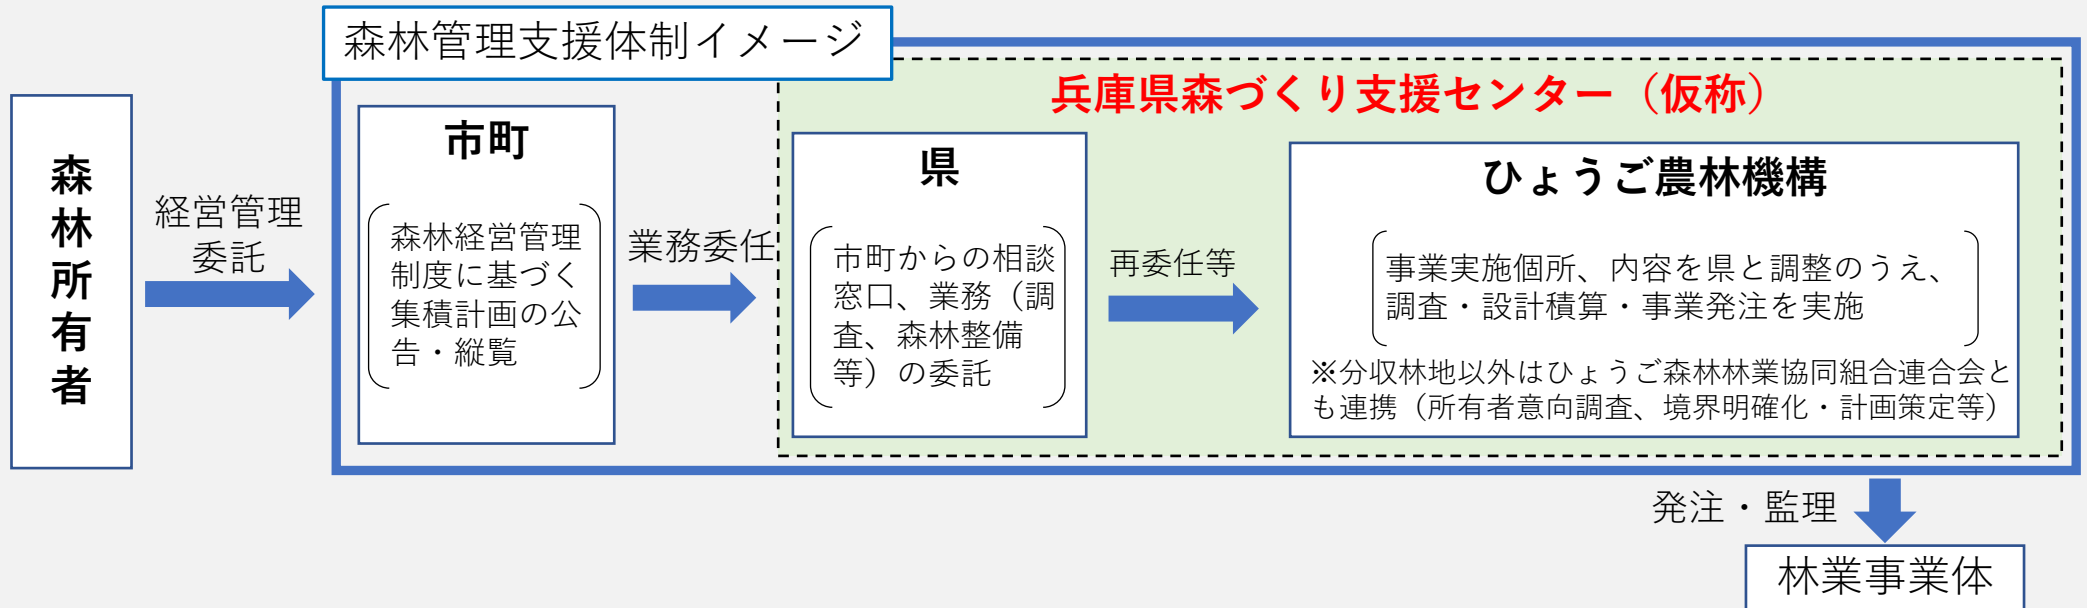 森林管理支援体制イメージ
兵庫県森づくり支援センター（仮称）
森林所有者
経営管理
委託
市町
森林経営管理
制度に基づく
集積計画の公
告・縦覧
業務委任
県
市町からの相談
窓口、業務（調
査、森林整備
等）の委託
再委任等
ひょうご農林機構
事業実施個所、内容を県と調整のうえ、
調査・設計積算・事業発注を実施
※分収林地以外はひょうご森林林業協同組合連合会と
も連携（所有者意向調査、境界明確化・計画策定等）
発注・監理
林業事業体